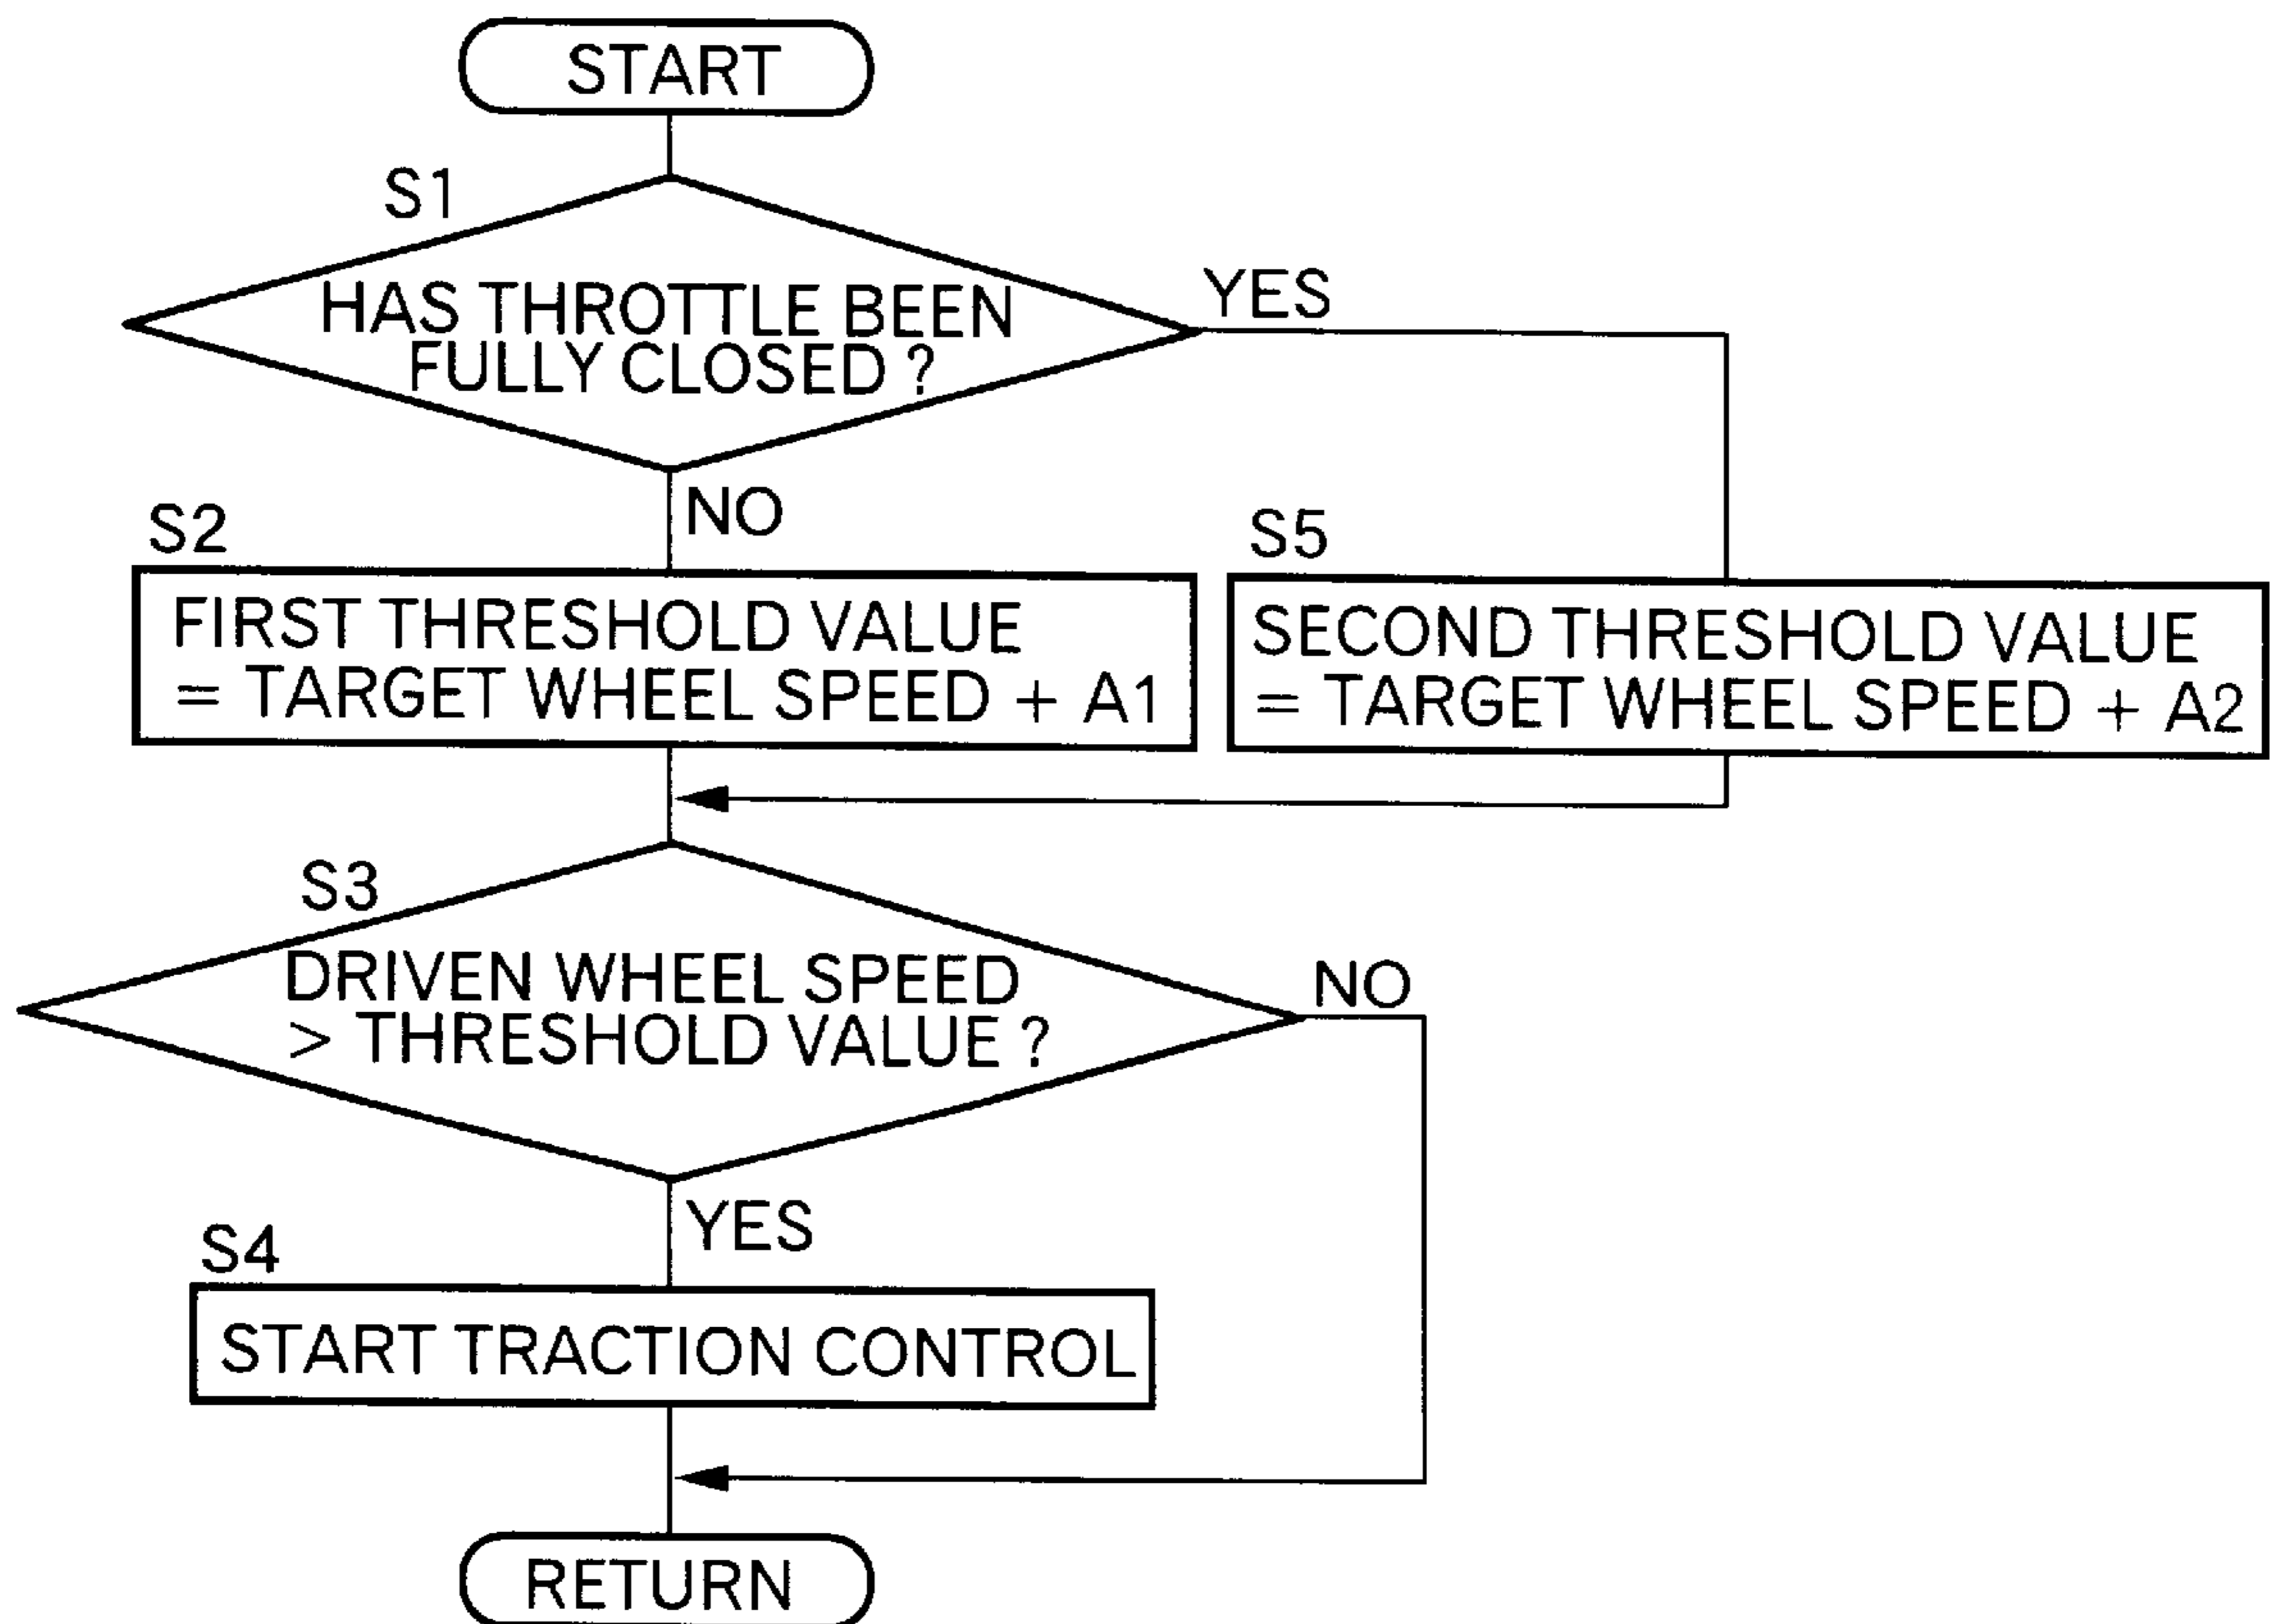 START
S1
HAS THROTTLE BEEN
FULLY CLOSED ?
YES
NO
S2
FIRST THRESHOLD VALUE
= TARGET WHEEL SPEED + A1
S5
SECOND THRESHOLD VALUE
= TARGET WHEEL SPEED + A2
S3
DRIVEN WHEEL SPEED
> THRESHOLD VALUE ?
NO
YES
S4
START TRACTION CONTROL
RETURN